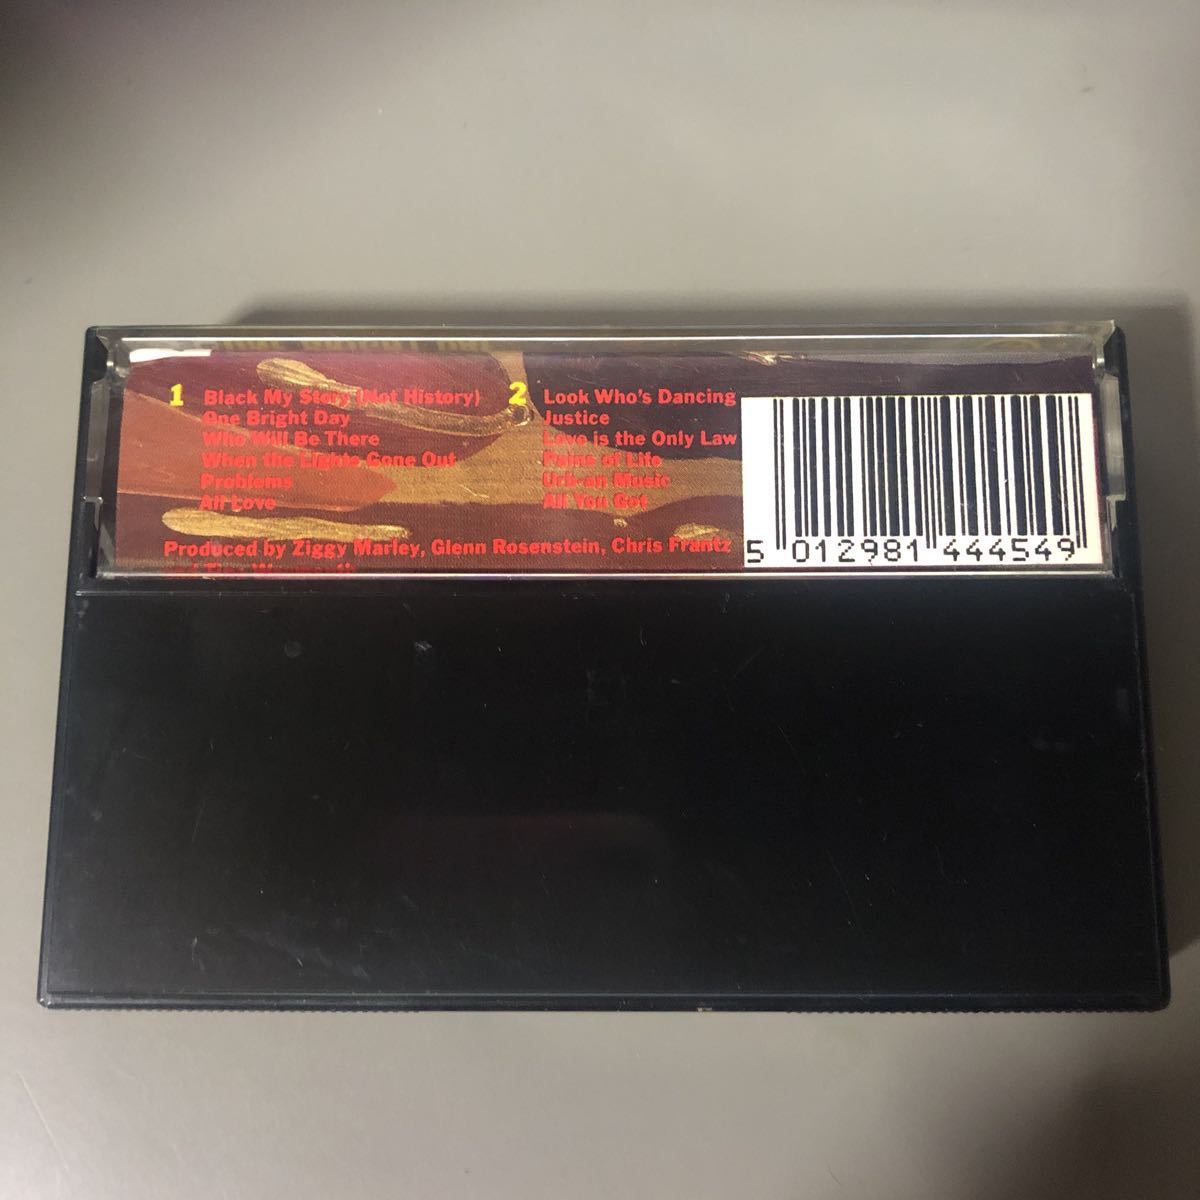 1
Black My Story (Not History)
One Bright Day
Who Will Be There
When the Lights Gone Out
Problems
All Love
2
Look Who's Dancing
Justice
Love is the Only Law
Pains of Life
Urb-an Music
All You Got
Produced by Ziggy Marley, Glenn Rosenstein, Chris Frantz
5 012981 444549